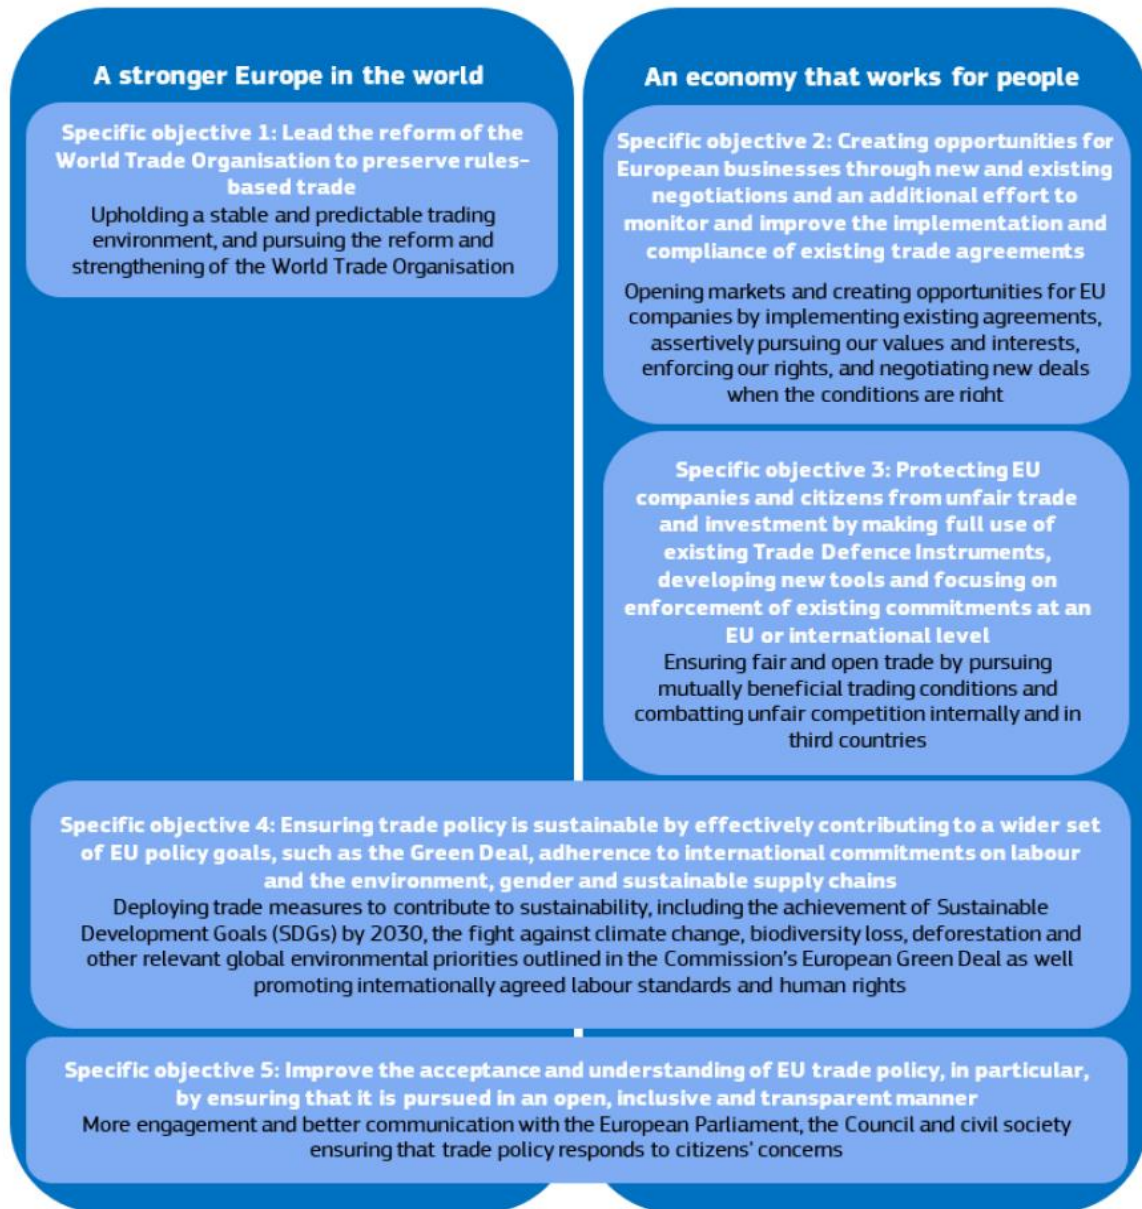 A stronger Europe in the world
Specific objective 1: Lead the reform of the
World Trade Organisation to preserve rules-
based trade
Upholding a stable and predictable trading
environment, and pursuing the reform and
strengthening of the World Trade Organisation
An economy that works for people
Specific objective 2: Creating opportunities for
European businesses through new and existing
negotiations and an additional effort to
monitor and improve the implementation and
compliance of existing trade agreements
Opening markets and creating opportunities for EU
companies by implementing existing agreements,
assertively pursuing our values and interests,
enforcing our rights, and negotiating new deals
when the conditions are right
Specific objective 3: Protecting EU
companies and citizens from unfair trade
and investment by making full use of
existing Trade Defence Instruments,
developing new tools and focusing on
enforcement of existing commitments at an
EU or international level
Ensuring fair and open trade by pursuing
mutually beneficial trading conditions and
combatting unfair competition internally and in
third countries
Specific objective 4: Ensuring trade policy is sustainable by effectively contributing to a wider set
of EU policy goals, such as the Green Deal, adherence to international commitments on labour
and the environment, gender and sustainable supply chains
Deploying trade measures to contribute to sustainability, including the achievement of Sustainable
Development Goals (SDGs) by 2030, the fight against climate change, biodiversity loss, deforestation and
other relevant global environmental priorities outlined in the Commission's European Green Deal as well
promoting internationally agreed labour standards and human rights
Specific objective 5: Improve the acceptance and understanding of EU trade policy, in particular,
by ensuring that it is pursued in an open, inclusive and transparent manner
More engagement and better communication with the European Parliament, the Council and civil society
ensuring that trade policy responds to citizens' concerns